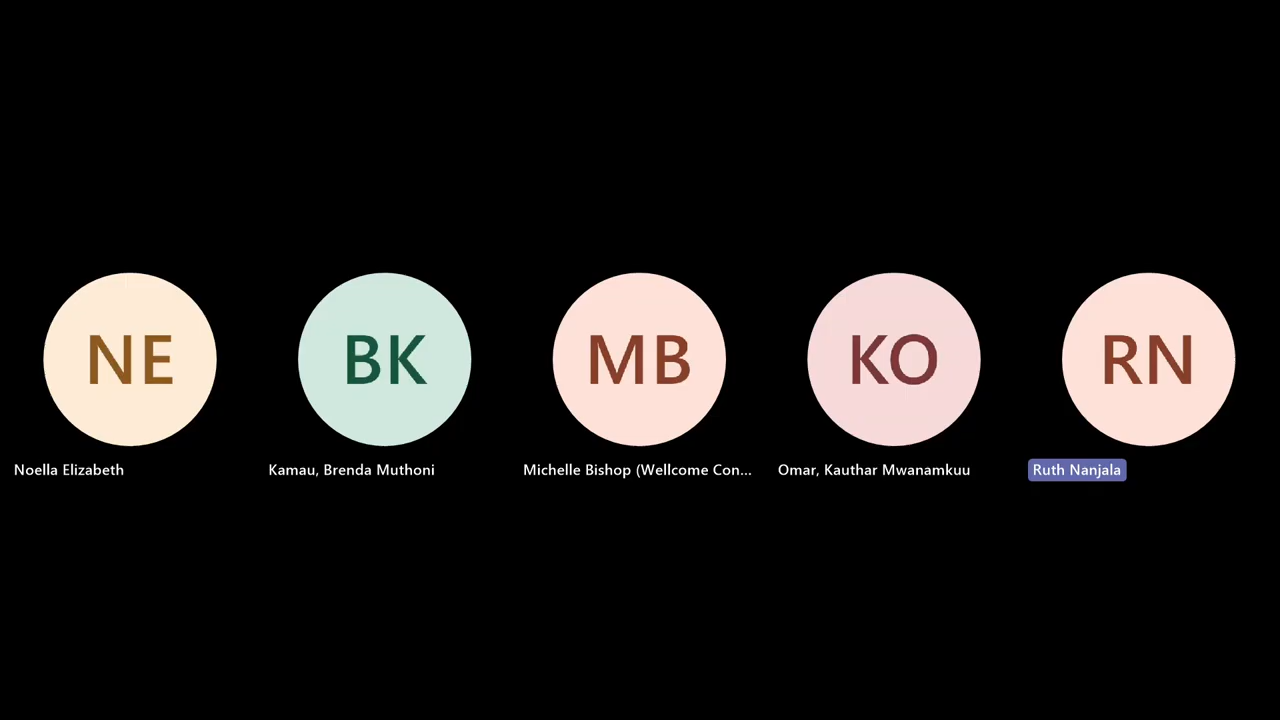 NE
BK
MB
KO
RN
Noella Elizabeth
Kamau, Brenda Muthoni
Michelle Bishop (Wellcome Con...
Omar, Kauthar Mwanamkuu
Ruth Nanjala